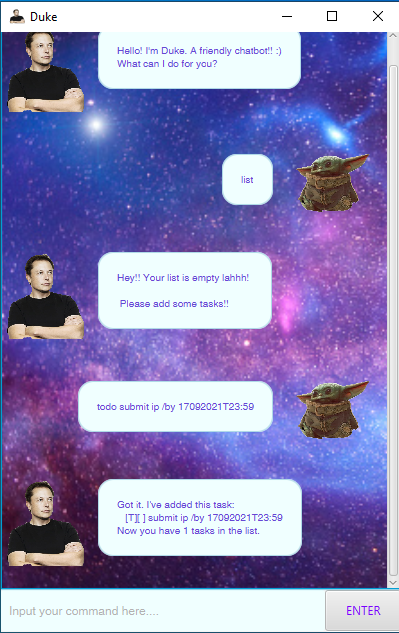 Duke
Hello! I'm Duke. A friendly chatbot!! :)
What can I do for you?
list
Hey!! Your list is empty lahhh!
Please add some tasks!!
todo submit ip /by 17092021T23:59
Got it. I've added this task:
[T][ ] submit ip /by 17092021T23:59
Now you have 1 tasks in the list.
Input your command here....
ENTER